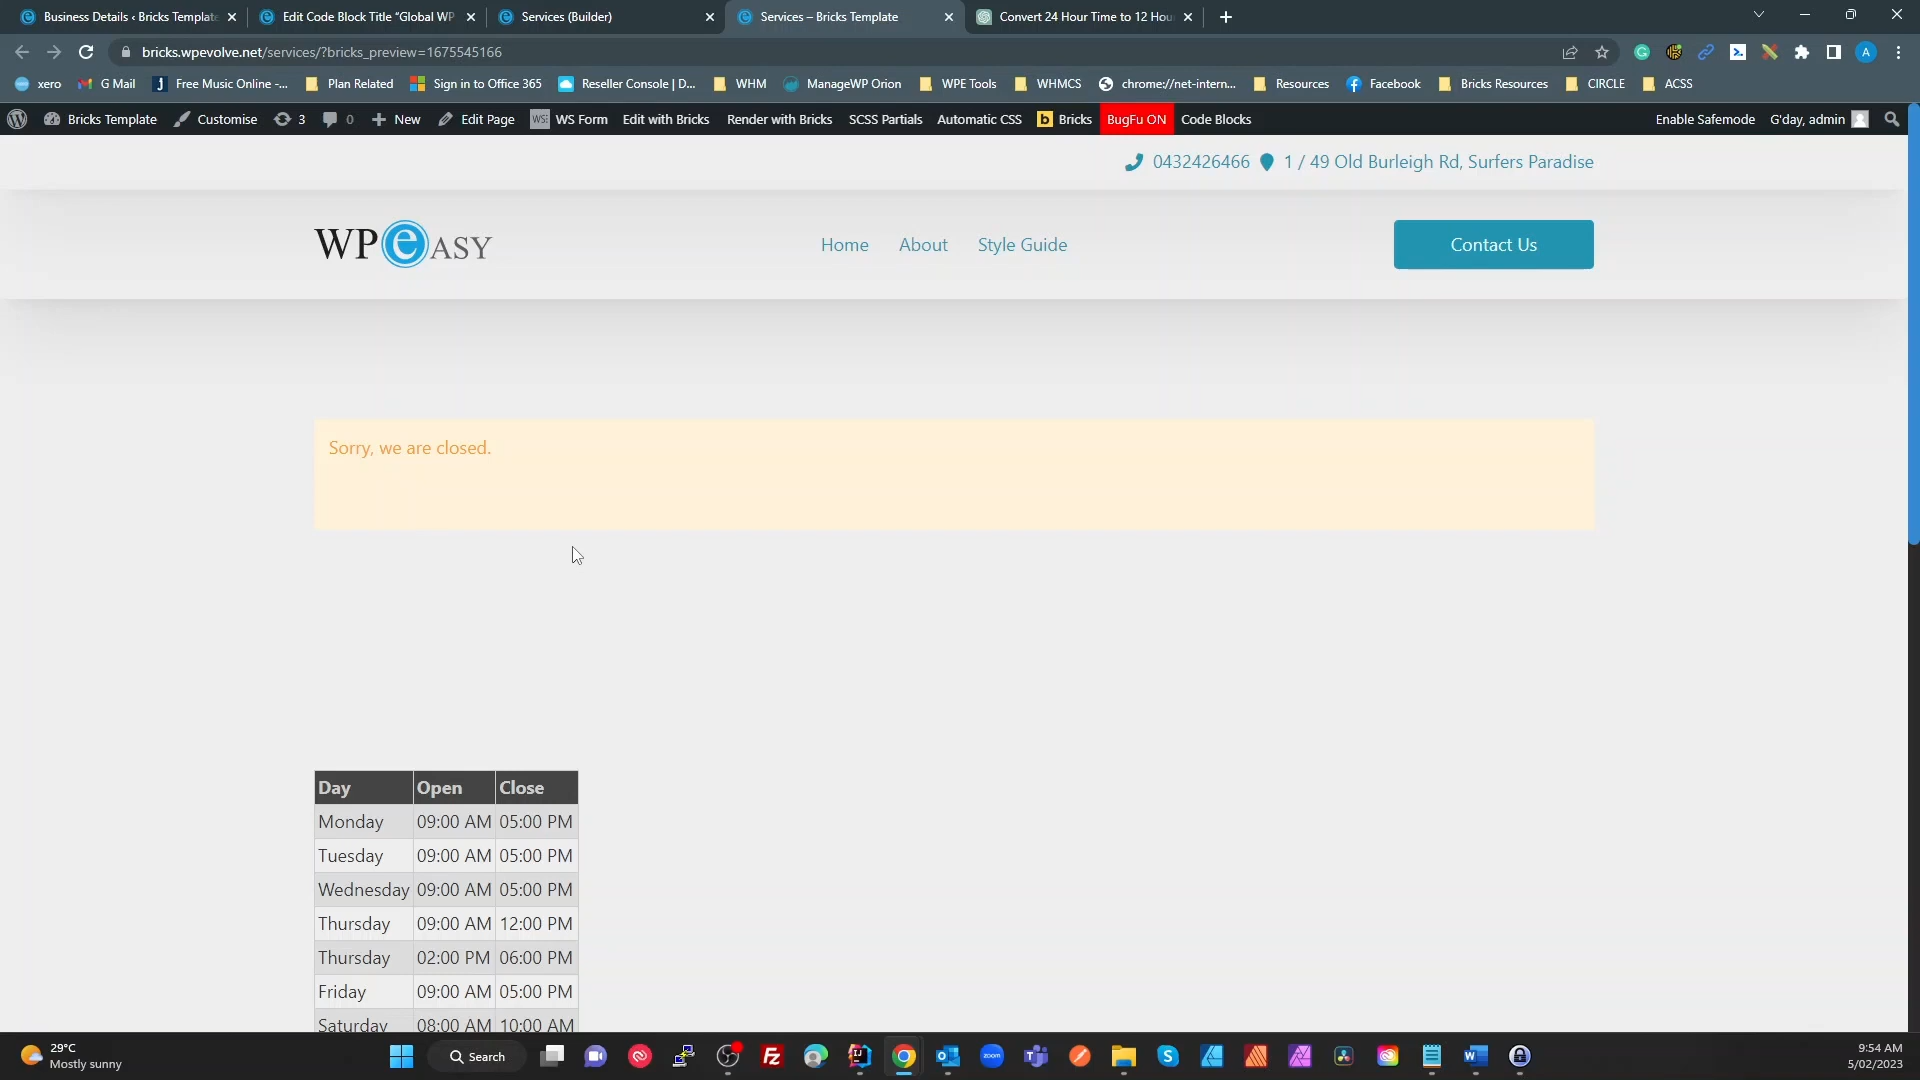 Business Details ‹ Bricks Template
Edit Code Block Title "Global WP
Services (Builder)
Services – Bricks Template
Convert 24 Hour Time to 12 Hou
bricks.wpevolve.net/services/?bricks_preview=1675545166
A
xero
G Mail
J
Free Music Online -...
Plan Related
Sign in to Office 365
Reseller Console | D...
WHM
ManageWP Orion
WPE Tools
WHMCS
chrome://net-intern...
Resources
Facebook
Bricks Resources
CIRCLE
ACSS
Bricks Template
Customise
3
0
New
Edit Page
WS Form
Edit with Bricks
Render with Bricks
SCSS Partials
Automatic CSS
b Bricks
BugFu ON
Code Blocks
Enable Safemode
G'day, admin
0432426466
1 / 49 Old Burleigh Rd, Surfers Paradise
WPeASY
Home
About
Style Guide
Contact Us
Sorry, we are closed.
Day Open Close
Monday 09:00 AM 05:00 PM
Tuesday 09:00 AM 05:00 PM
Wednesday 09:00 AM 05:00 PM
Thursday 09:00 AM 12:00 PM
Thursday 02:00 PM 06:00 PM
Friday 09:00 AM 05:00 PM
Saturday 08:00 AM 10:00 AM
29°C
Mostly sunny
Search
zoom
9:54 AM
5/02/2023